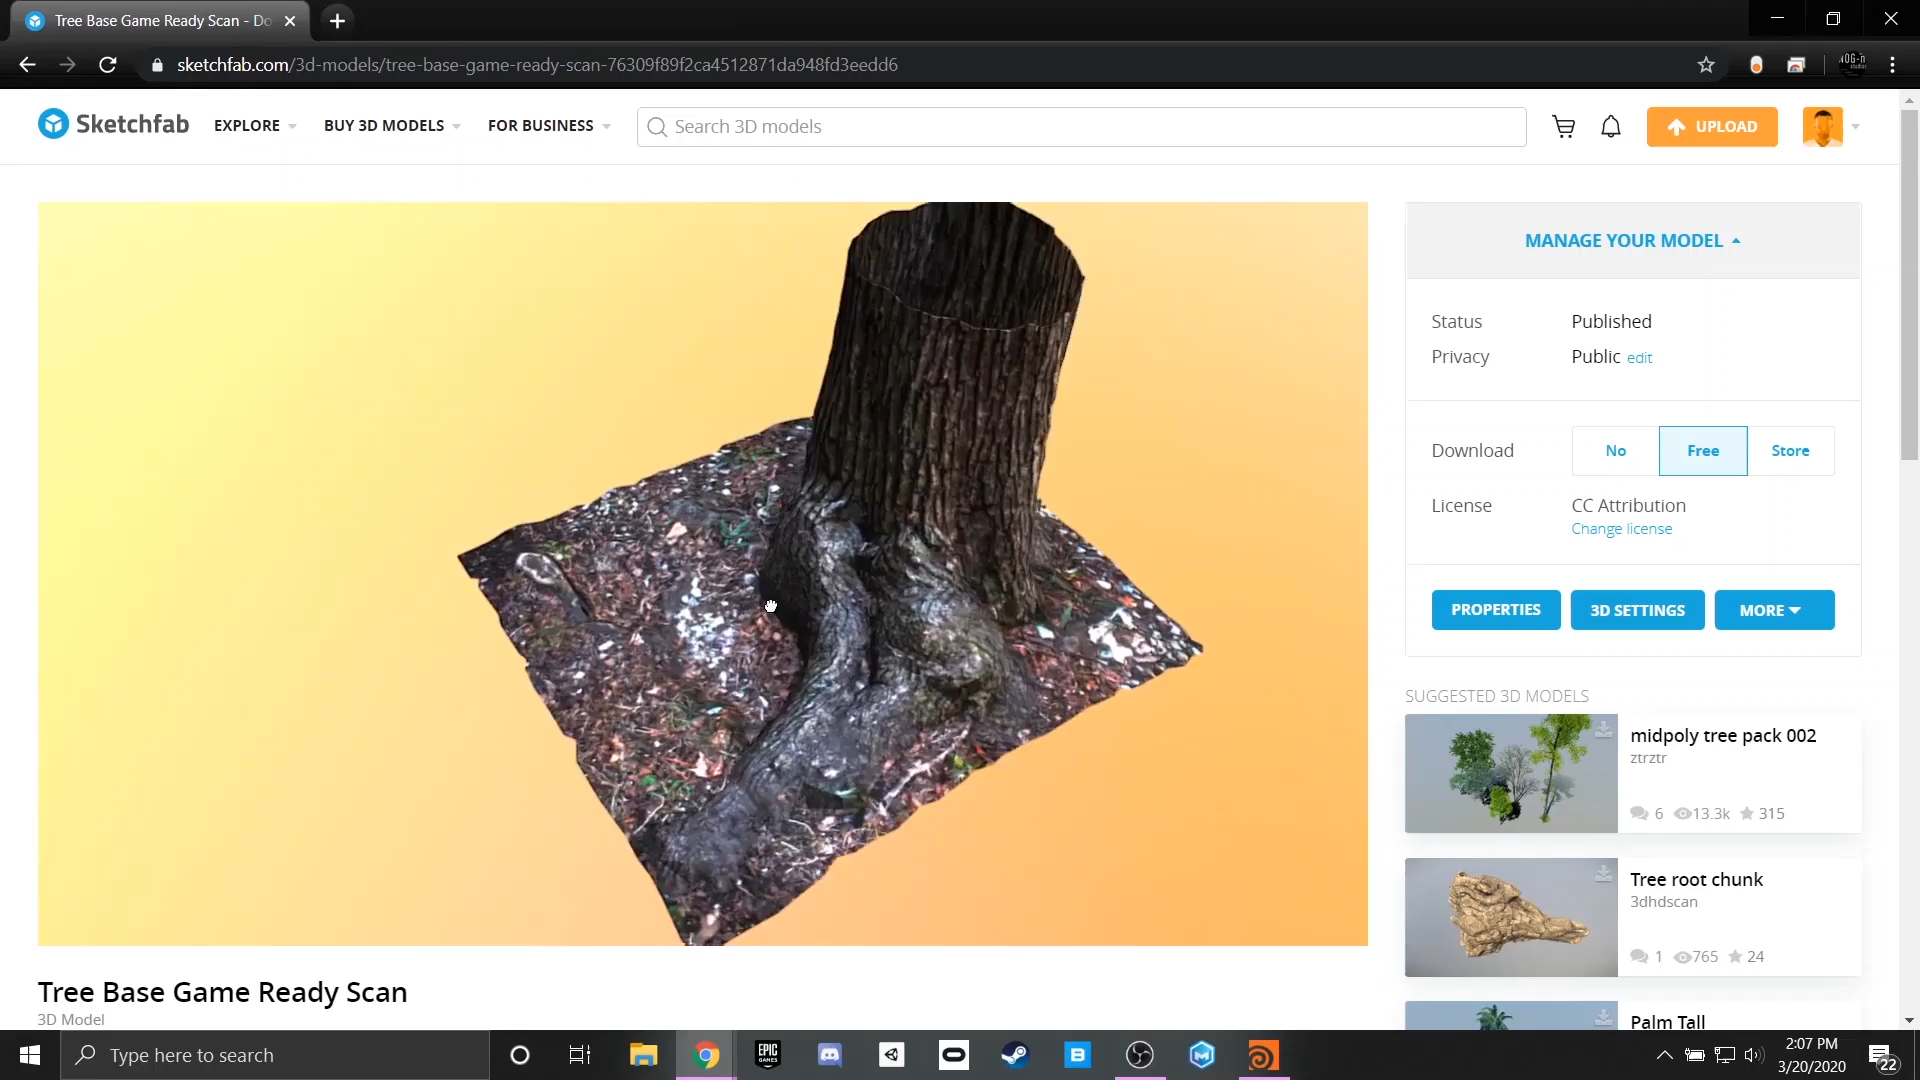 Tree Base Game Ready Scan - Do
sketchfab.com/3d-models/tree-base-game-ready-scan-76309f89f2ca4512871da948fd3eedd6
Sketchfab
EXPLORE
BUY 3D MODELS
FOR BUSINESS
Search 3D models
UPLOAD
MANAGE YOUR MODEL
Status Published
Privacy Public edit
Download No Free Store
License CC Attribution
Change license
PROPERTIES 3D SETTINGS MORE
SUGGESTED 3D MODELS
midpoly tree pack 002
ztrztr
6 13.3k 315
Tree root chunk
3dhdscan
1 765 24
Palm Tall
Tree Base Game Ready Scan
3D Model
Type here to search
EPIC
GAMES
B
M
2:07 PM
3/20/2020
22